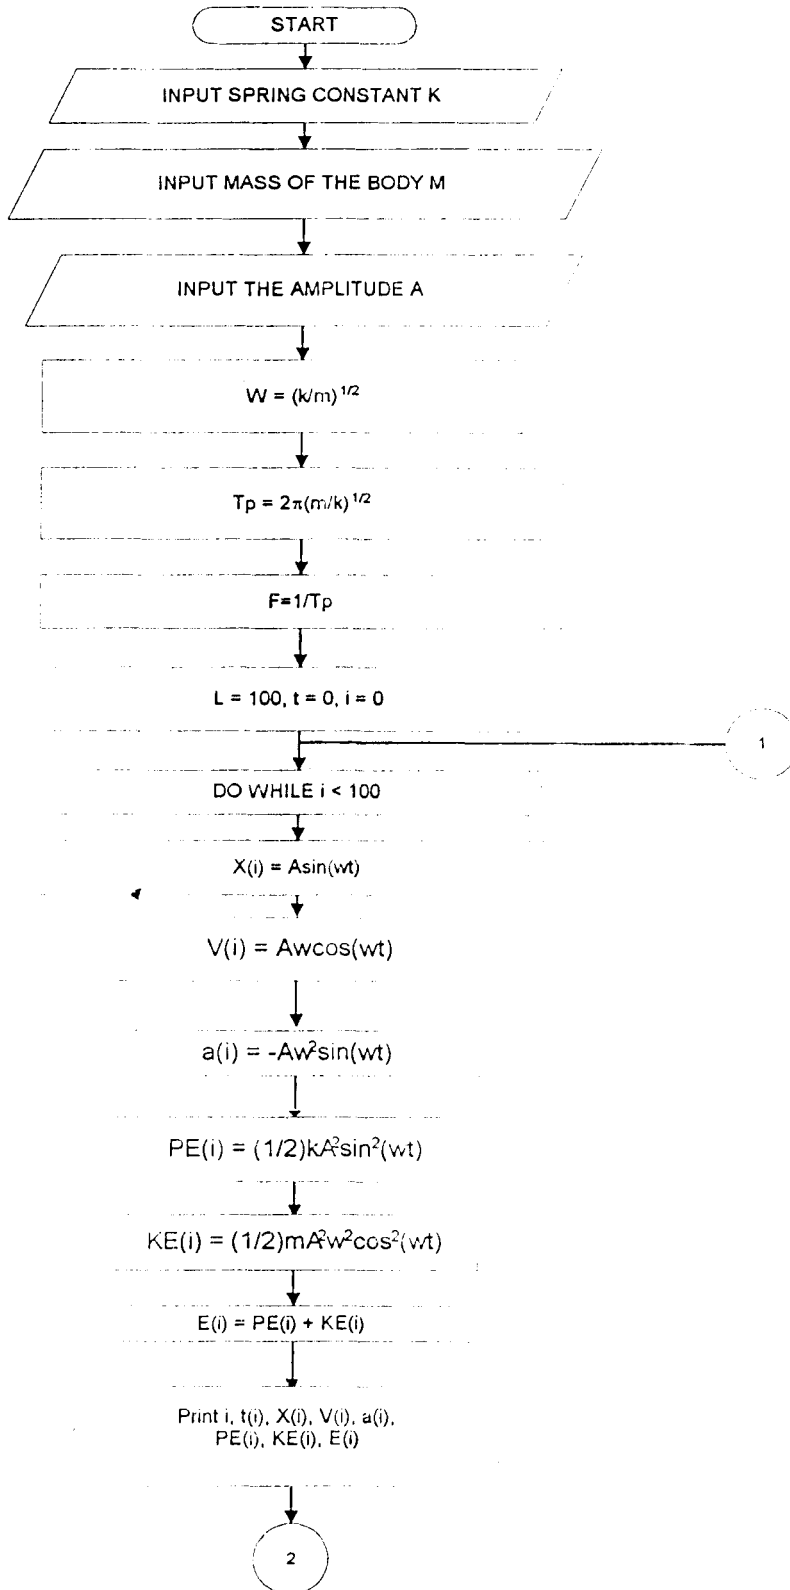 START
INPUT SPRING CONSTANT K
INPUT MASS OF THE BODY M
INPUT THE AMPLITUDE A
W = (k/m)^1/2
Tp = 2π(m/k)^1/2
F=1/Tp
L = 100, t = 0, i = 0
1
DO WHILE i < 100
X(i) = Asin(wt)
V(i) = Awcos(wt)
a(i) = -Aw²sin(wt)
PE(i) = (1/2)kA²sin²(wt)
KE(i) = (1/2)mA²w²cos²(wt)
E(i) = PE(i) + KE(i)
Print i, t(i), X(i), V(i), a(i),
PE(i), KE(i), E(i)
2